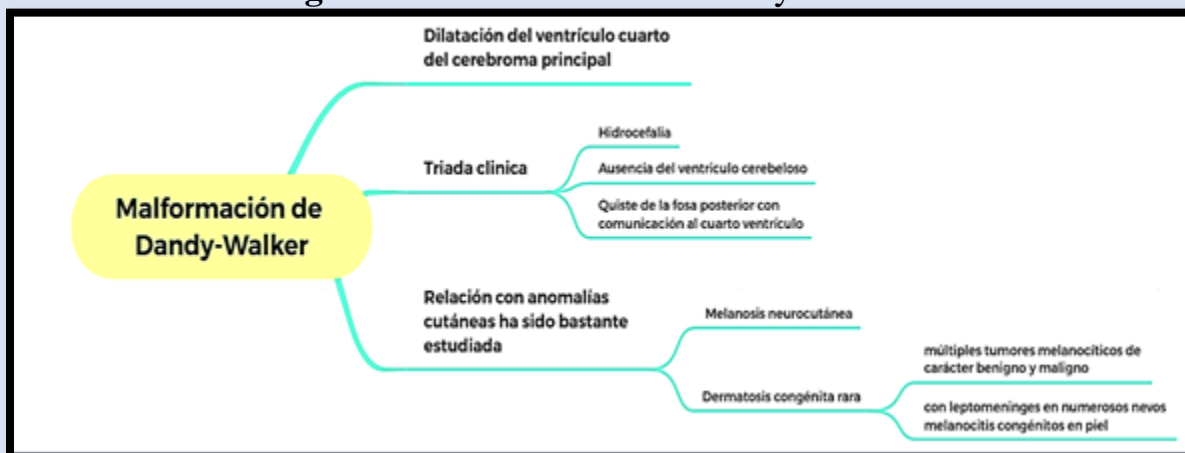 Dilatación del ventrículo cuarto
del cerebroma principal
Triada clinica
Hidrocefalia
Ausencia del ventriculo cerebeloso
Quiste de la fosa posterior con
comunicación al cuarto ventrículo
Malformación de
Dandy-Walker
Relación con anomalías
cutáneas ha sido bastante
estudiada
Melanosis neurocutánea
Dermatosis congénita rara
múltiples tumores melanocíticos de
carácter benigno y maligno
con leptomeninges en numerosos nevos
melanocitis congénitos en piel